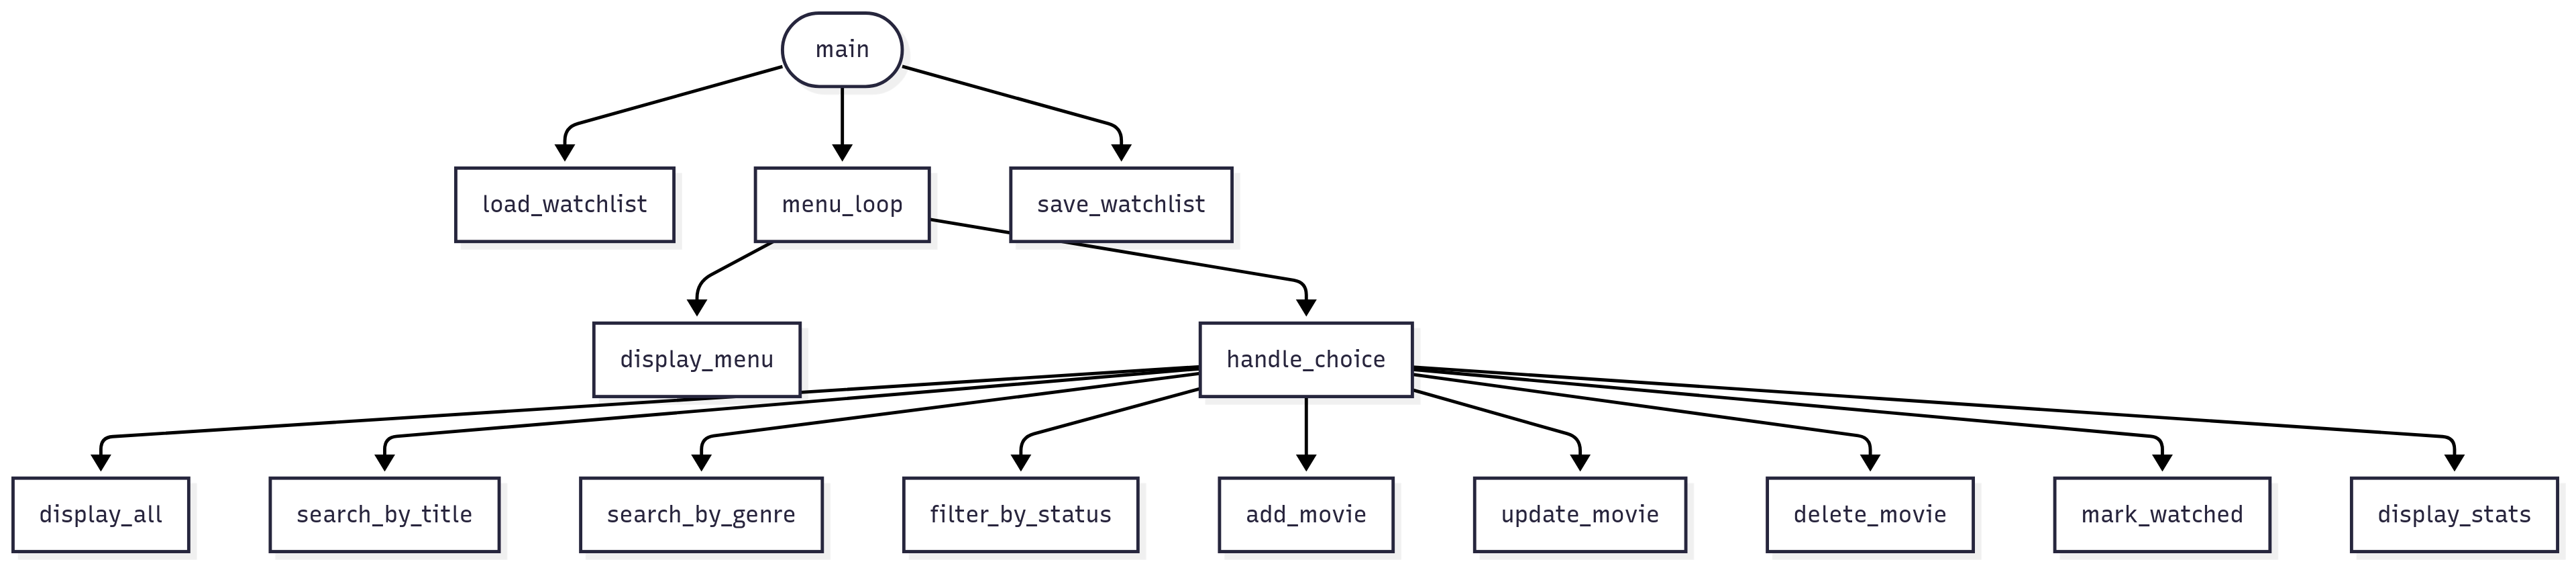 main
load_watchlist
menu_loop
save_watchlist
display_menu
handle_choice
display_all
search_by_title
search_by_genre
filter_by_status
add_movie
update_movie
delete_movie
mark_watched
display_stats